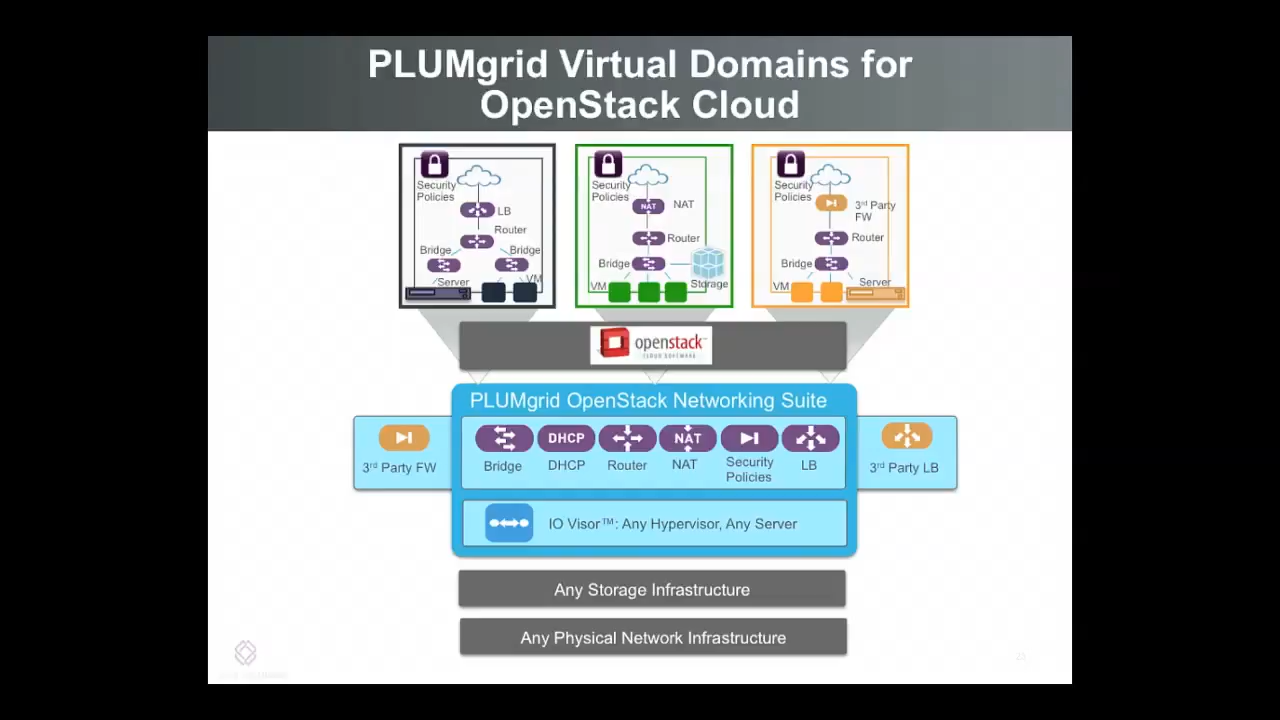 PLUMgrid Virtual Domains for
OpenStack Cloud
Security
Policies
LB
Router
Bridge
Bridge
Server
VM
Security
Policies
NAT
NAT
Router
Bridge
VM
Storage
Security
Policies
3rd Party
FW
Router
Bridge
VM
Server
openstack™
CLOUD SOFTWARE
PLUMgrid OpenStack Networking Suite
DHCP
NAT
3rd Party FW
Bridge
DHCP
Router
NAT
Security
Policies
LB
3rd Party LB
IO Visor™: Any Hypervisor, Any Server
Any Storage Infrastructure
Any Physical Network Infrastructure